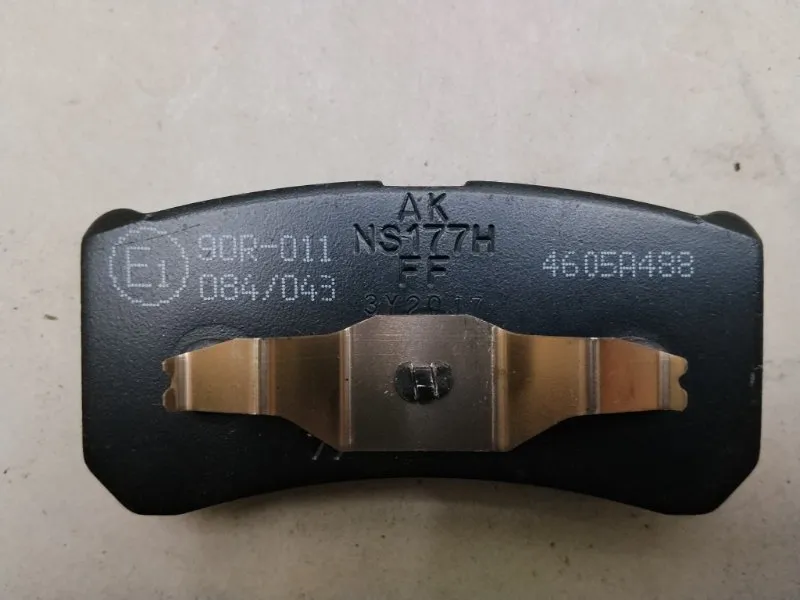 AK
NS177H
FF
3Y2017
E1
90R-011
084/043
4605A488
H